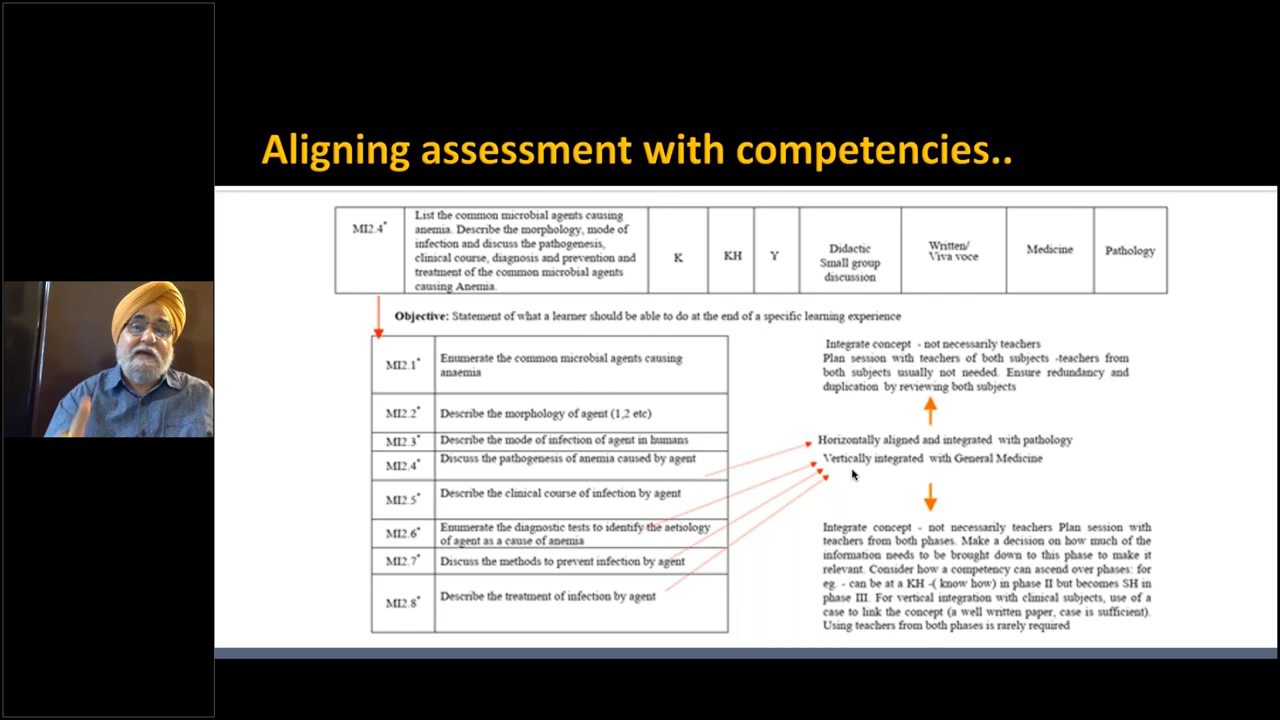 Aligning assessment with competencies..
MI2.4*
List the common microbial agents causing
anemia. Describe the morphology, mode of
infection and discuss the pathogenesis,
clinical course, diagnosis and prevention and
treatment of the common microbial agents
causing Anemia.
K
KH
Y
Didactic
Small group
discussion
Written/
Viva voce
Medicine
Pathology
Objective: Statement of what a learner should be able to do at the end of a specific learning experience
MI2.1*
Enumerate the common microbial agents causing
anaemia
MI2.2*
Describe the morphology of agent (1,2 etc)
MI2.3*
Describe the mode of infection of agent in humans
MI2.4*
Discuss the pathogenesis of anemia caused by agent
MI2.5*
Describe the clinical course of infection by agent
MI2.6*
Enumerate the diagnostic tests to identify the aetiology
of agent as a cause of anemia
MI2.7*
Discuss the methods to prevent infection by agent
MI2.8*
Describe the treatment of infection by agent
Integrate concept - not necessarily teachers
Plan session with teachers of both subjects -teachers from
both subjects usually not needed. Ensure redundancy and
duplication by reviewing both subjects
Horizontally aligned and integrated with pathology
Vertically integrated with General Medicine
Integrate concept - not necessarily teachers Plan session with
teachers from both phases. Make a decision on how much of the
information needs to be brought down to this phase to make it
relevant. Consider how a competency can ascend over phases: for
eg. - can be at a KH -( know how) in phase II but becomes SH in
phase III. For vertical integration with clinical subjects, use of a
case to link the concept (a well written paper, case is sufficient).
Using teachers from both phases is rarely required